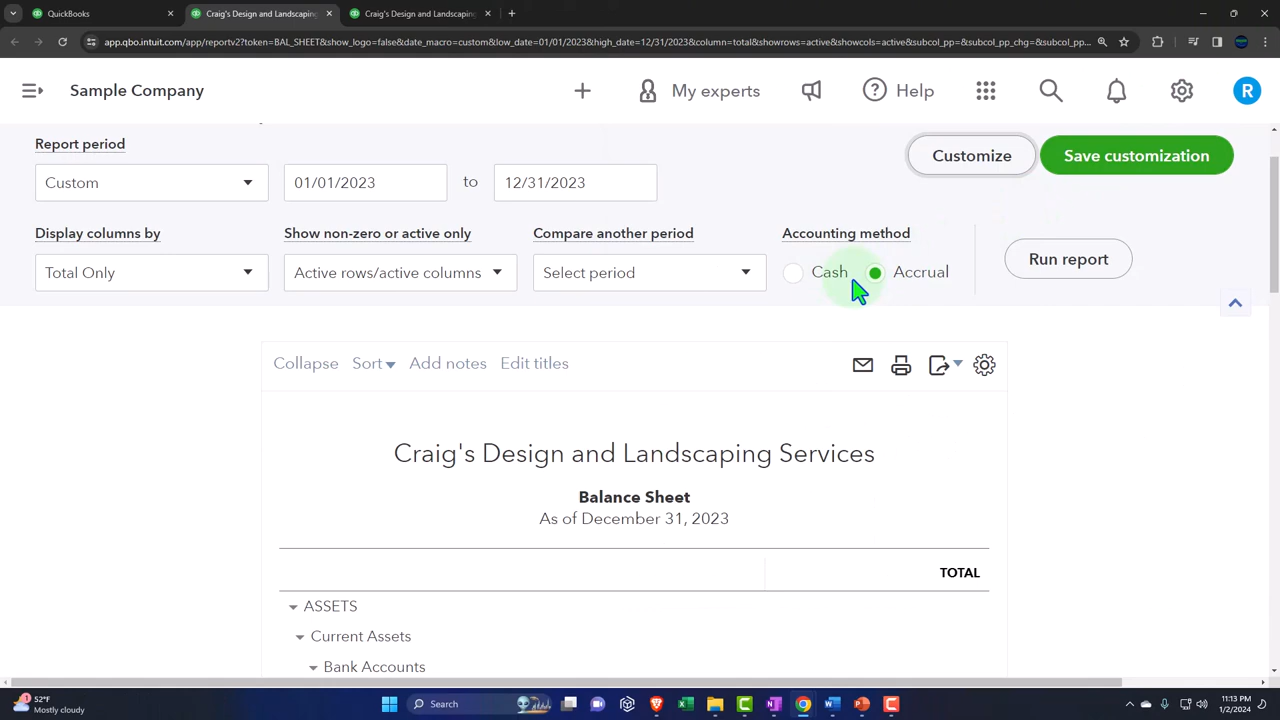 QuickBooks
Craig's Design and Landscaping
Craig's Design and Landscaping
app.qbo.intuit.com/app/reportv2?token=BAL_SHEET&show_logo=false&date_macro=custom&low_date=01/01/2023&high_date=12/31/2023&column=total&showrows=active&showcols=active&subcol_pp=&subcol_pp_chg=&subcol_pp...
Sample Company
My experts
Help
R
Report period
Customize
Save customization
Custom
01/01/2023
to
12/31/2023
Display columns by
Show non-zero or active only
Compare another period
Accounting method
Total Only
Active rows/active columns
Select period
Cash
Accrual
Run report
Collapse
Sort
Add notes
Edit titles
Craig's Design and Landscaping Services
Balance Sheet
As of December 31, 2023
TOTAL
ASSETS
Current Assets
Bank Accounts
1
52°F
Mostly cloudy
Search
11:13 PM
1/2/2024